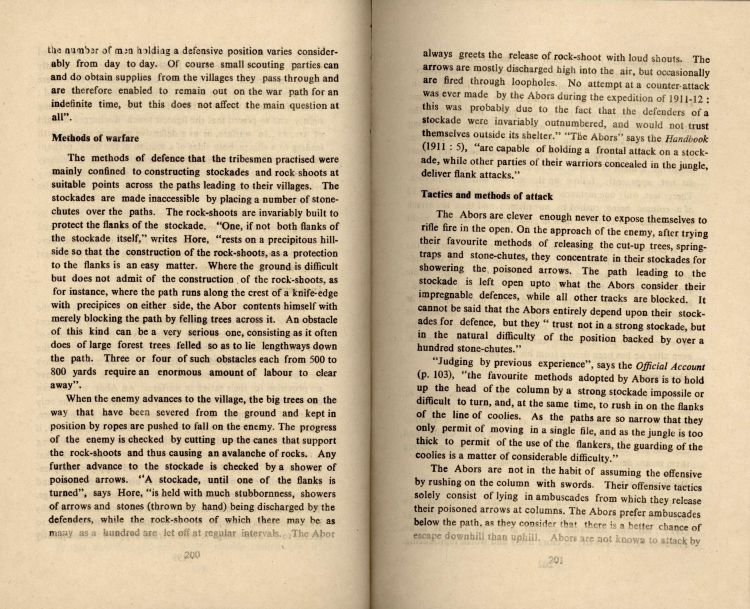 the number of men holding a defensive position varies consider-
ably from day to day. Of course small scouting parties can
and do obtain supplies from the villages they pass through and
are therefore enabled to remain out on the war path for an
indefinite time, but this does not affect the main question at
all".
Methods of warfare
The methods of defence that the tribesmen practised were
mainly confined to constructing stockades and rock shoots at
suitable points across the paths leading to their villages. The
stockades are made inaccessible by placing a number of stone-
chutes over the paths. The rock-shoots are invariably built to
protect the flanks of the stockade. "One, if not both flanks of
the stockade itself," writes Hore, "rests on a precipitous hill-
side so that the construction of the rock-shoots, as a protection
to the flanks is an easy matter. Where the ground is difficult
but does not admit of the construction of the rock-shoots, as
for instance, where the path runs along the crest of a knife-edge
with precipices on either side, the Abor contents himself with
merely blocking the path by felling trees across it. An obstacle
of this kind can be a very serious one, consisting as it often
does of large forest trees felled so as to lie lengthways down
the path. Three or four of such obstacles each from 500 to
800 yards require an enormous amount of labour to clear
away".
When the enemy advances to the village, the big trees on the
way that have been severed from the ground and kept in
position by ropes are pushed to fall on the enemy. The progress
of the enemy is checked by cutting up the canes that support
the rock-shoots and thus causing an avalanche of rocks. Any
further advance to the stockade is checked by a shower of
poisoned arrows. "A stockade, until one of the flanks is
turned", says Hore, "is held with much stubbornness, showers
of arrows and stones (thrown by hand) being discharged by the
defenders, while the rock-shoots of which there may be as
many as a hundred are let off at regular intervals. The Abor
200
always greets the release of rock-shoot with loud shouts. The
arrows are mostly discharged high into the air, but occasionally
are fired through loopholes. No attempt at a counter-attack
was ever made by the Abors during the expedition of 1911-12 :
this was probably due to the fact that the defenders of a
stockade were invariably outnumbered, and would not trust
themselves outside its shelter." "The Abors" says the Handbook
(1911 : 5), "are capable of holding a frontal attack on a stock-
ade, while other parties of their warriors concealed in the jungle,
deliver flank attacks."
Tactics and methods of attack
The Abors are clever enough never to expose themselves to
rifle fire in the open. On the approach of the enemy, after trying
their favourite methods of releasing the cut-up trees, spring-
traps and stone-chutes, they concentrate in their stockades for
showering the poisoned arrows. The path leading to the
stockade is left open upto what the Abors consider their
impregnable defences, while all other tracks are blocked. It
cannot be said that the Abors entirely depend upon their stock-
ades for defence, but they " trust not in a strong stockade, but
in the natural difficulty of the position backed by over a
hundred stone-chutes."
"Judging by previous experience", says the Official Account
(p. 103), "the favourite methods adopted by Abors is to hold
up the head of the column by a strong stockade impossile or
difficult to turn, and, at the same time, to rush in on the flanks
of the line of coolies. As the paths are so narrow that they
only permit of moving in a single file, and as the jungle is too
thick to permit of the use of the flankers, the guarding of the
coolies is a matter of considerable difficulty."
The Abors are not in the habit of assuming the offensive
by rushing on the column with swords. Their offensive tactics
solely consist of lying in ambuscades from which they release
their poisoned arrows at columns. The Abors prefer ambuscades
below the path, as they consider that there is a better chance of
escape downhill than uphill. Abors are not known to attack by
201